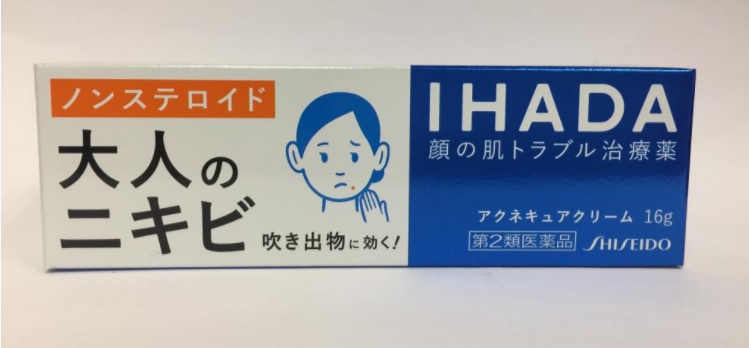 ノンステロイド
大人の
ニキビ
吹き出物に効く!
IHADA
顔の肌トラブル治療薬
アクネキュアクリーム 16g
第2類医薬品 SHISEIDO